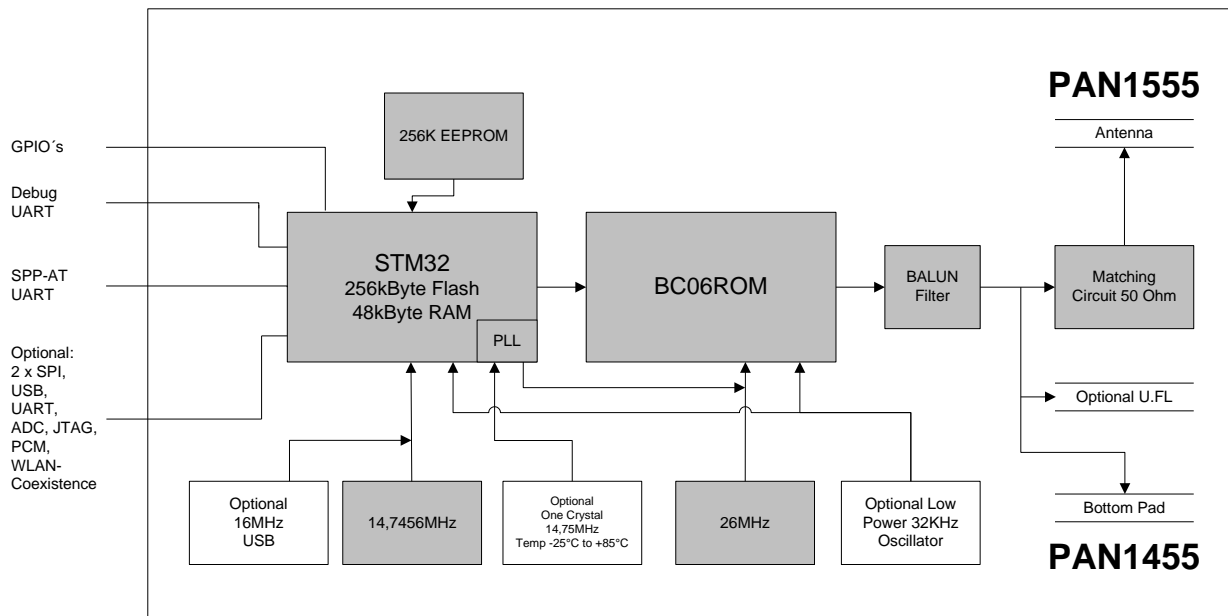 PAN1555
Antenna
256K EEPROM
GPIO´s
Debug
UART
SPP-AT
UART
Optional:
2 x SPI,
USB,
UART,
ADC, JTAG,
PCM,
WLAN-
Coexistence
STM32
256kByte Flash
48kByte RAM
PLL
BC06ROM
BALUN
Filter
Matching
Circuit 50 Ohm
Optional U.FL
Optional
16MHz
USB
14,7456MHz
Optional
One Crystal
14,75MHz
Temp -25°C to +85°C
26MHz
Optional Low
Power 32KHz
Oscillator
Bottom Pad
PAN1455